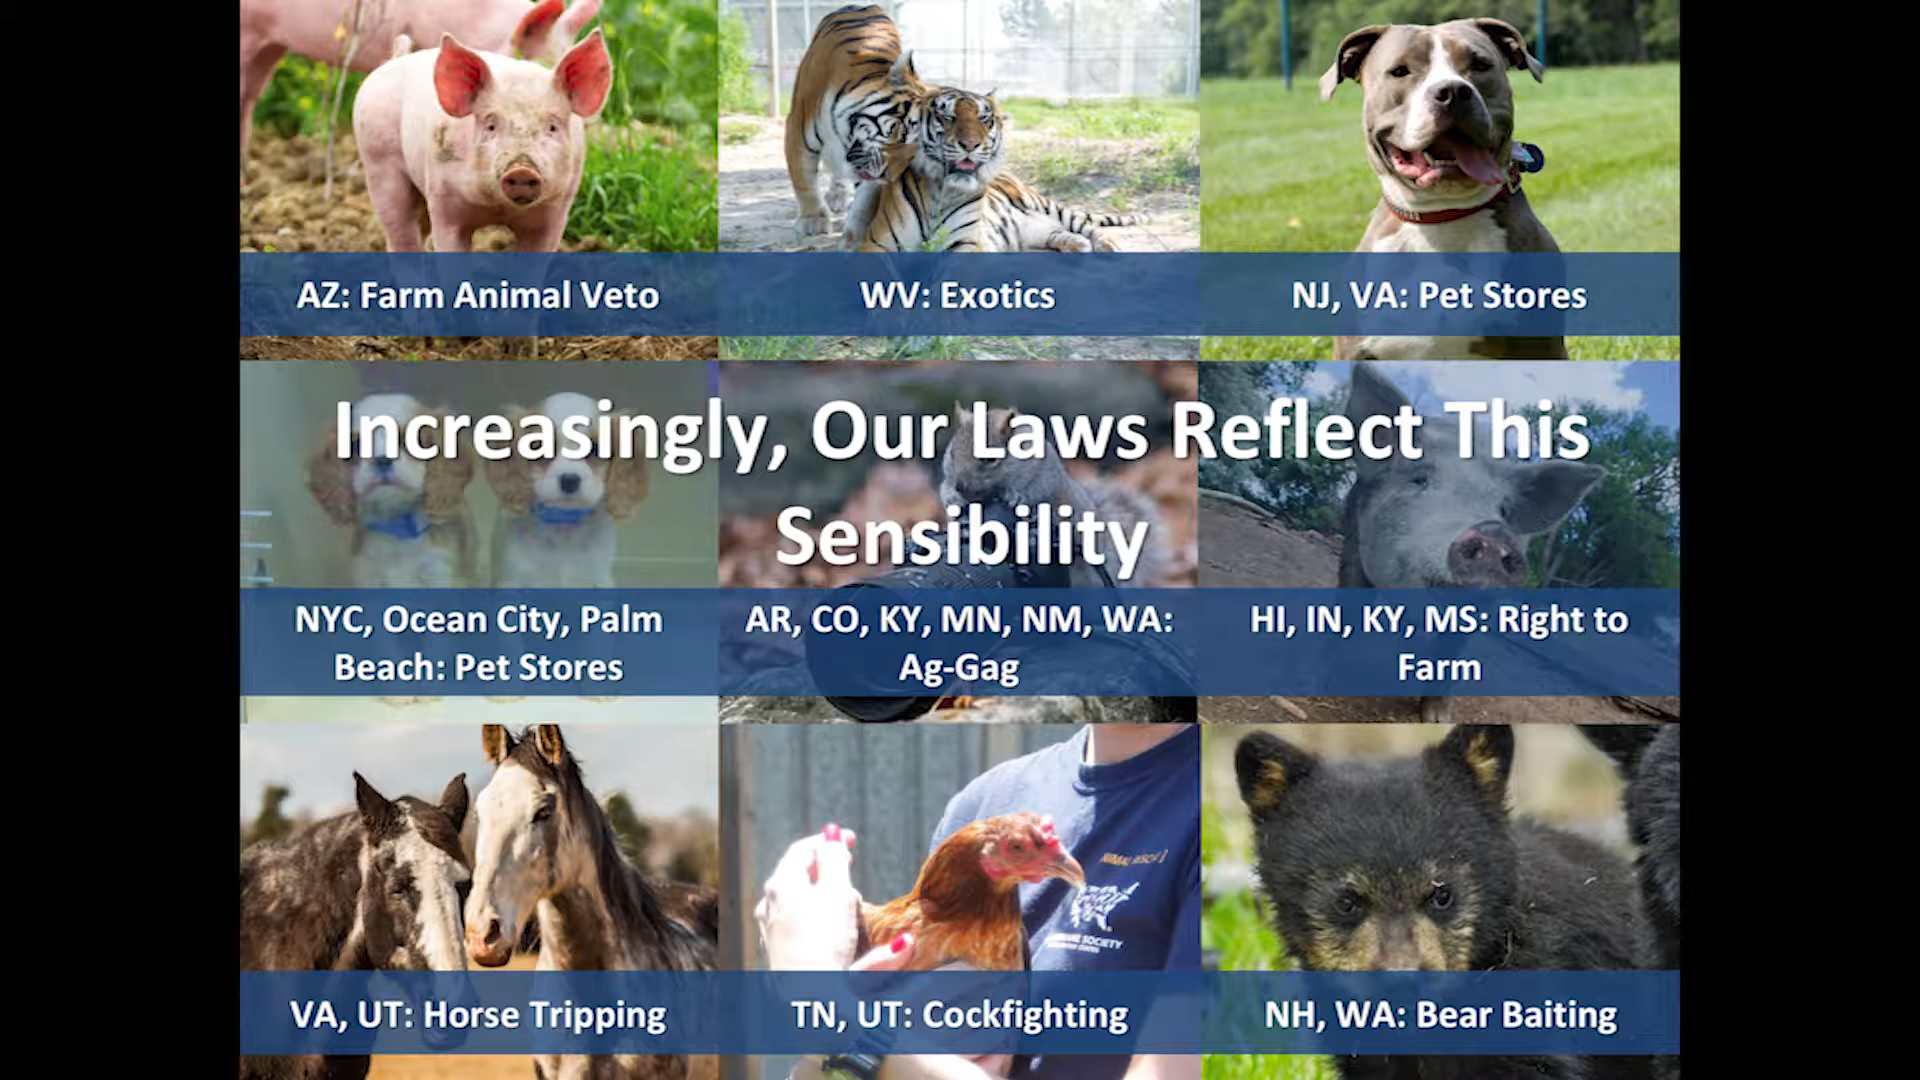 AZ: Farm Animal Veto
WV: Exotics
NJ, VA: Pet Stores
Increasingly, Our Laws Reflect This
Sensibility
NYC, Ocean City, Palm
Beach: Pet Stores
AR, CO, KY, MN, NM, WA:
Ag-Gag
HI, IN, KY, MS: Right to
Farm
SOCIETY
VA, UT: Horse Tripping
TN, UT: Cockfighting
NH, WA: Bear Baiting